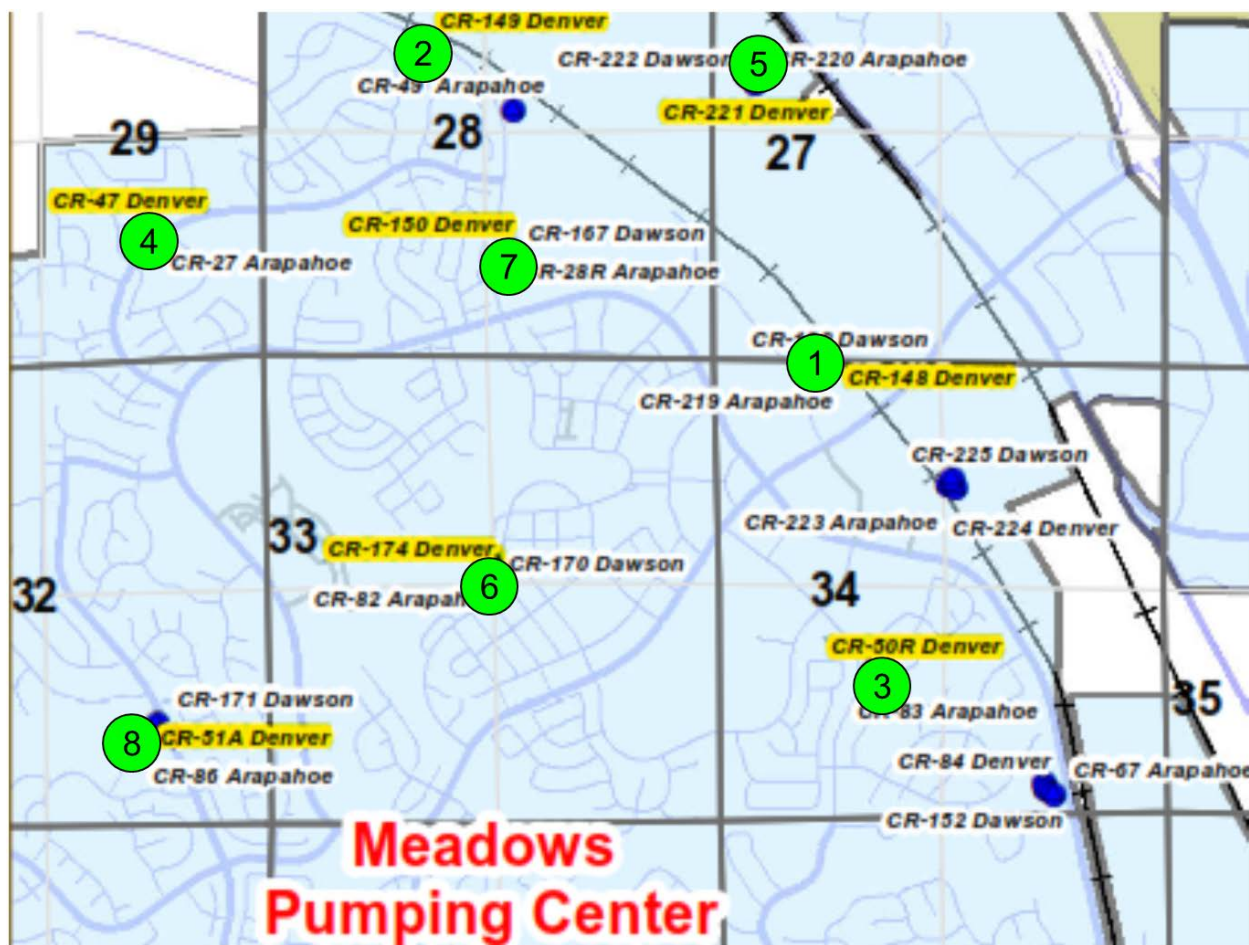 CR-149 Denver
2
CR-222 Dawson
5
CR-220 Arapahoe
CR-49 Arapahoe
CR-221 Denver
29
28
27
CR-47 Denver
4
CR-27 Arapahoe
CR-150 Denver
CR-167 Dawson
7
R-28R Arapahoe
Dawson
1
CR-148 Denver
CR-219 Arapahoe
1
CR-225 Dawson
CR-223 Arapahoe
CR-224 Denver
33
CR-174 Denver
CR-170 Dawson
6
CR-82 Arapah
32
34
CR-50R Denver
3
CR-83 Arapahoe
35
CR-171 Dawson
8
CR-51A Denver
CR-86 Arapahoe
CR-84 Denver
CR-67 Arapahoe
CR-152 Dawson
Meadows
Pumping Center